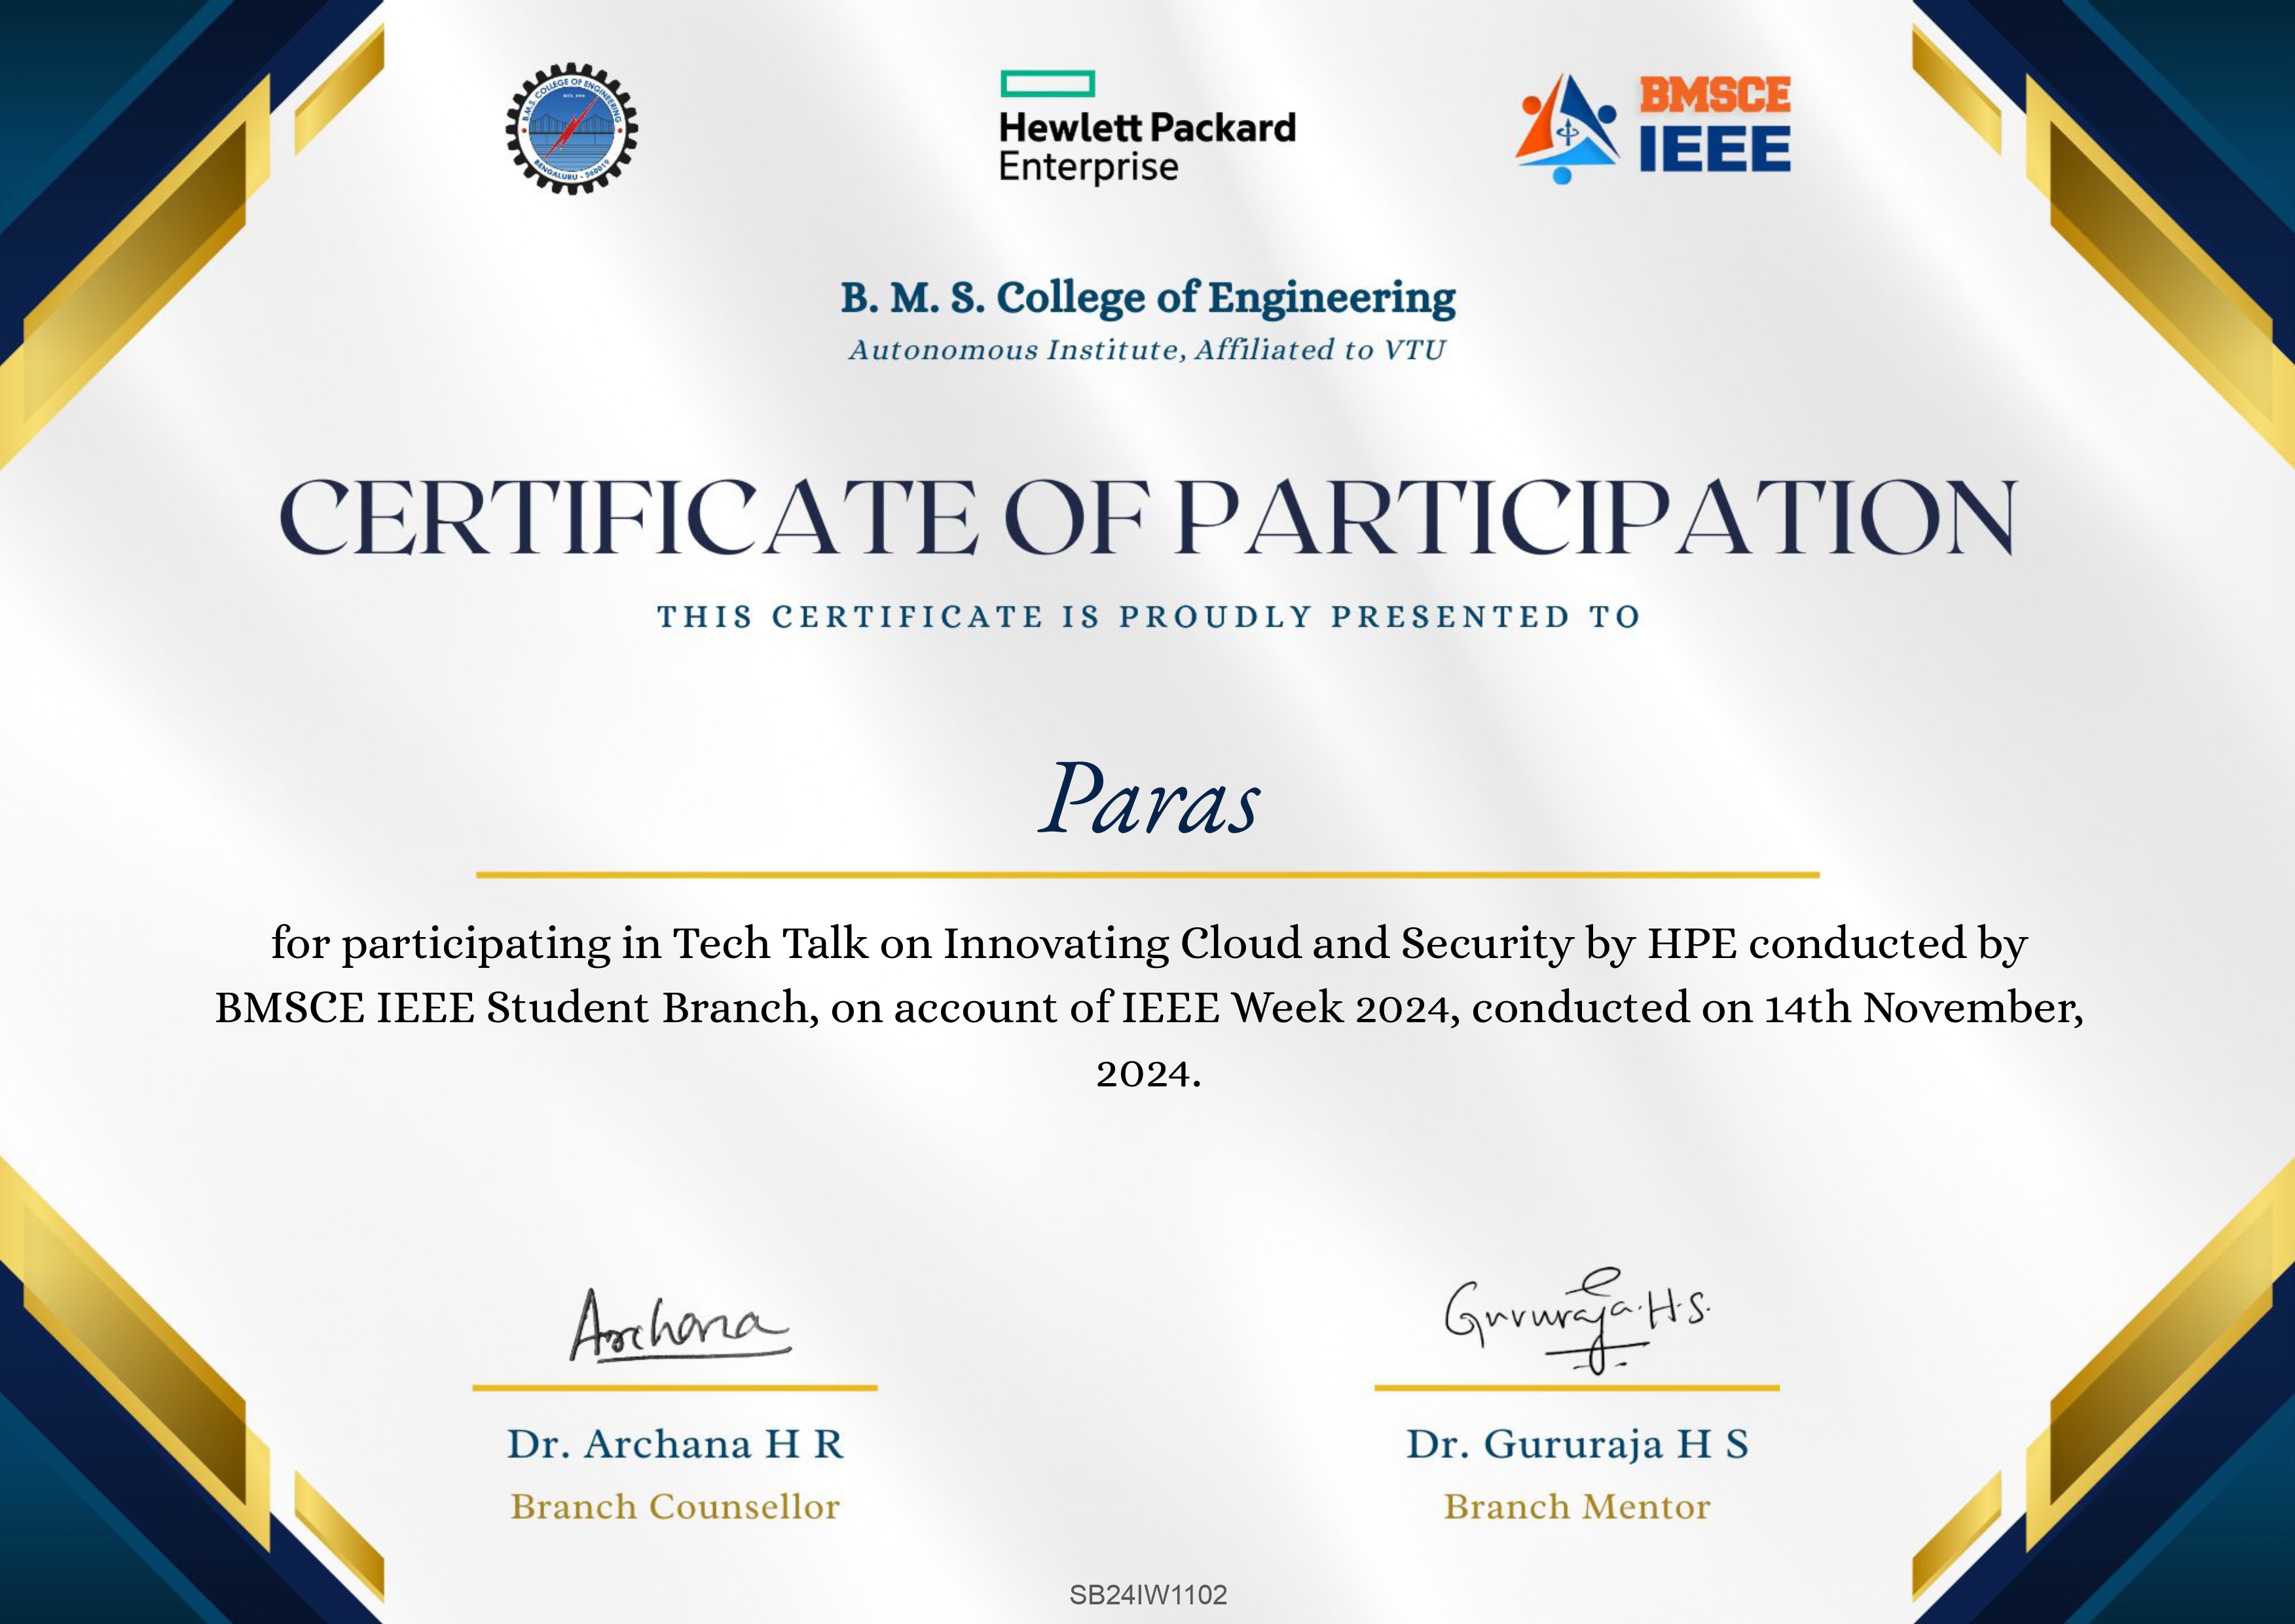 B.M.S. COLLEGE OF ENGINEERING
ESTD. 1946
BENGALURU - 560019
Hewlett Packard
Enterprise
BMSCE
IEEE
B. M. S. College of Engineering
Autonomous Institute, Affiliated to VTU
CERTIFICATE OF PARTICIPATION
THIS CERTIFICATE IS PROUDLY PRESENTED TO
Paras
for participating in Tech Talk on Innovating Cloud and Security by HPE conducted by
BMSCE IEEE Student Branch, on account of IEEE Week 2024, conducted on 14th November,
2024.
Archana
Gururaja.H.S.
Dr. Archana H R
Dr. Gururaja H S
Branch Counsellor
Branch Mentor
SB24IW1102